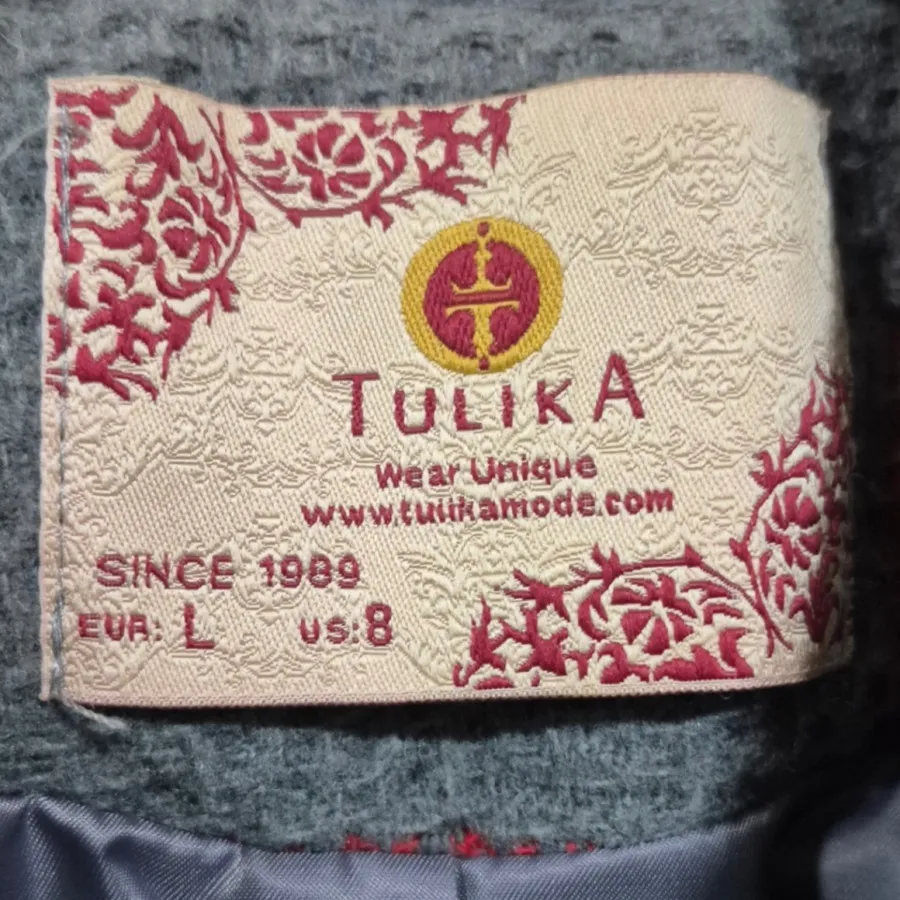 TULIKA
Wear Unique
www.tulikamode.com
SINCE 1989
EUR: L US: 8